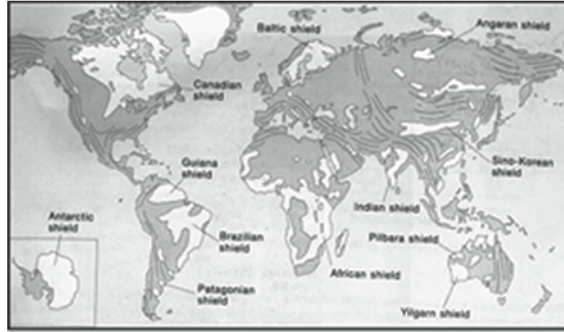 Baltic shield
Angaran shield
Canadian
shield
Guiana
shield
Sino-Korean
shield
Indian shield
Antarctic
shield
Brazilian
shield
Pilbara shield
African shield
Patagonian
shield
Yilgarn shield